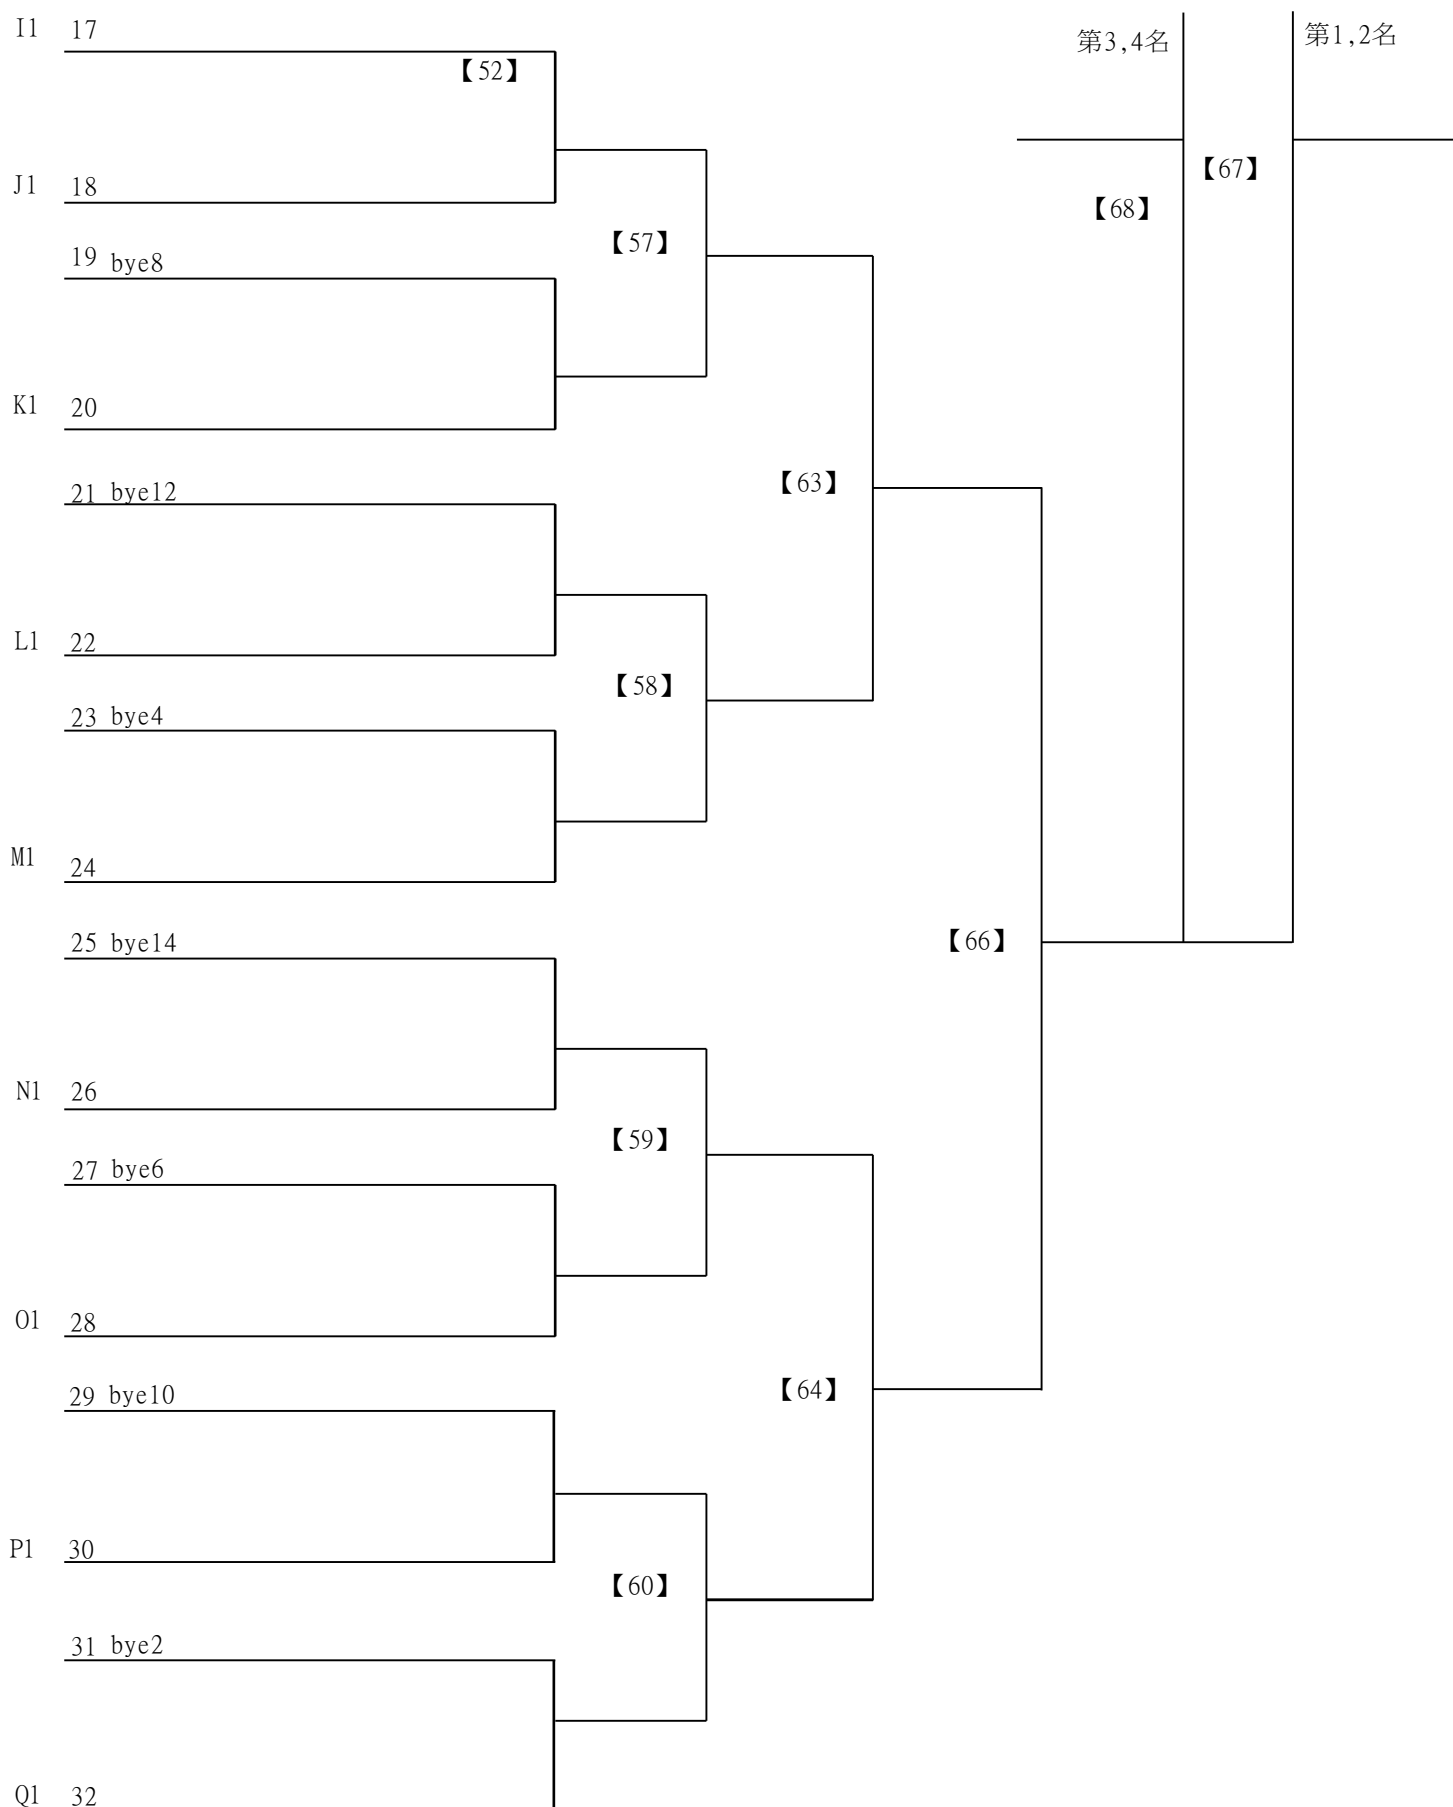 I1 17
第3,4名 第1,2名
【52】
【67】
J1 18
【68】
【57】
19 bye8
K1 20
【63】
21 bye12
L1 22
【58】
23 bye4
M1 24
25 bye14
【66】
N1 26
【59】
27 bye6
O1 28
【64】
29 bye10
P1 30
【60】
31 bye2
Q1 32